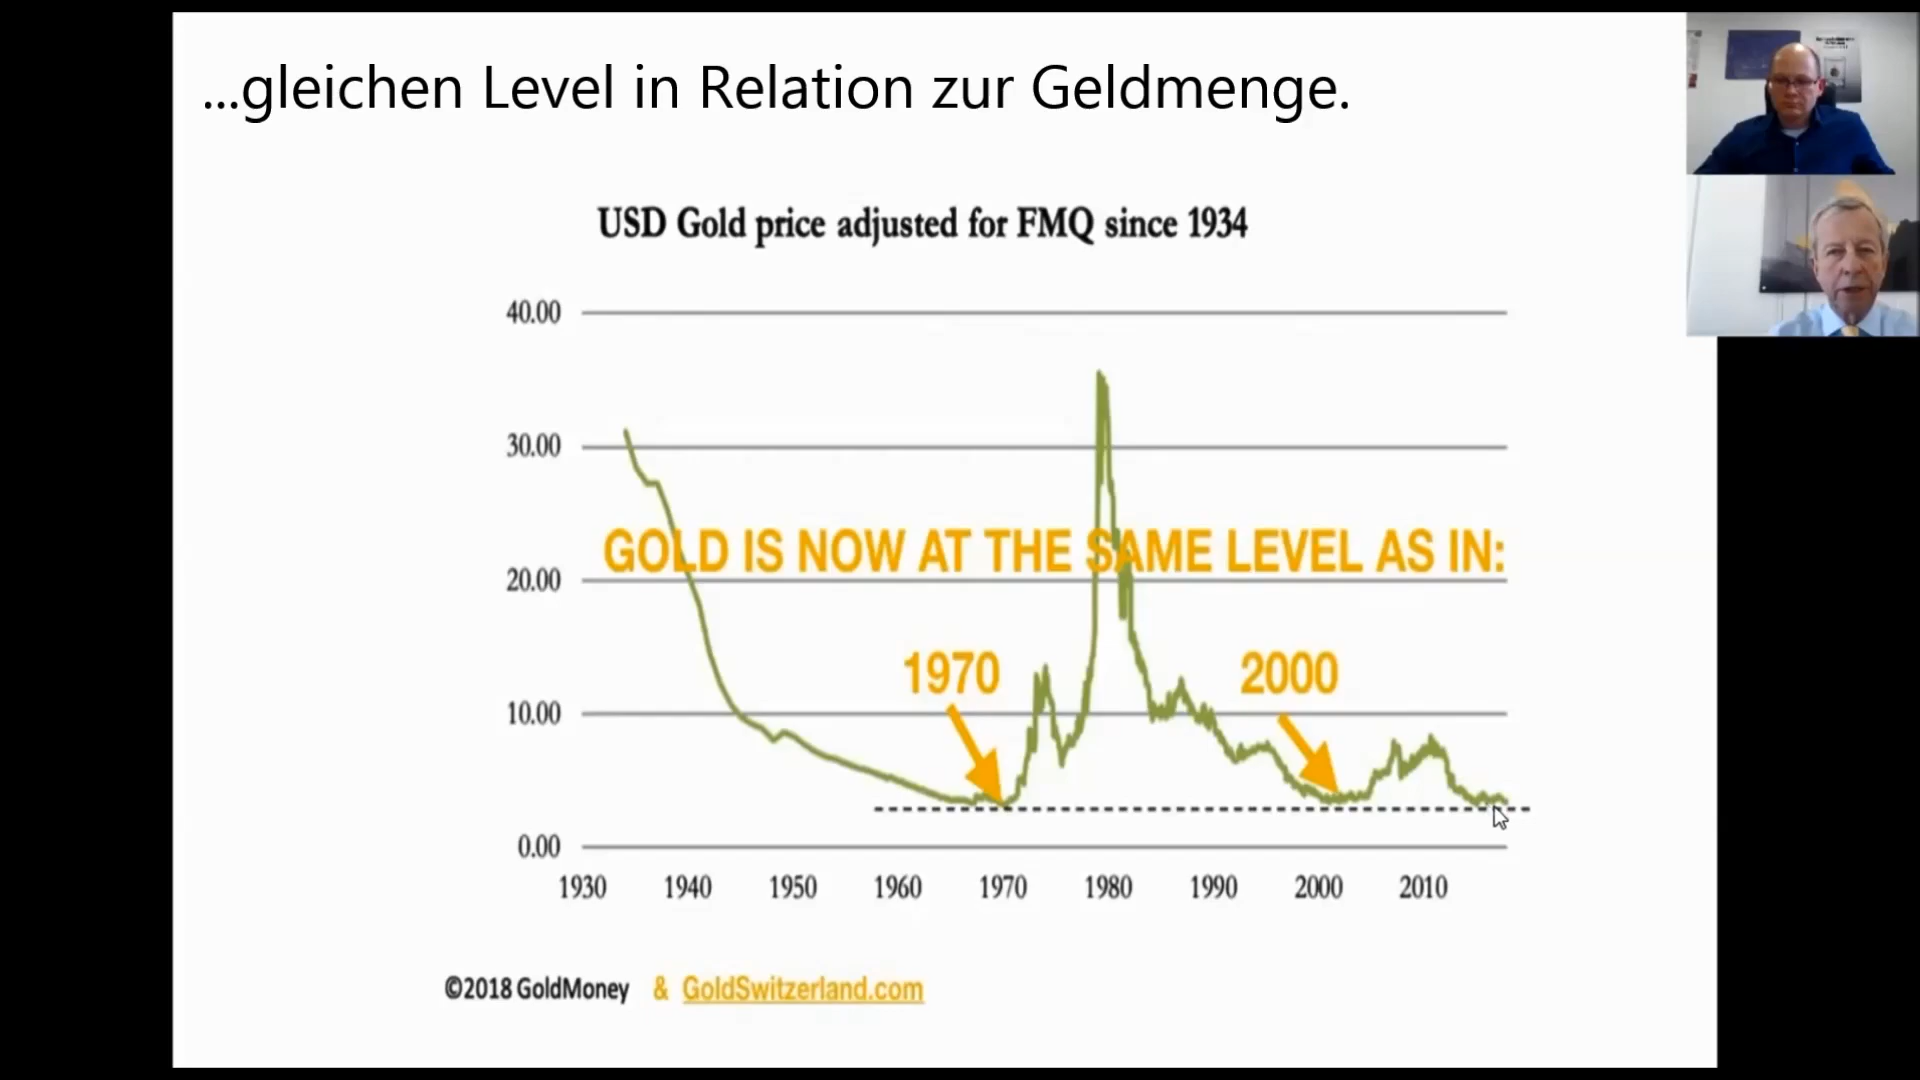 ...gleichen Level in Relation zur Geldmenge.
USD Gold price adjusted for FMQ since 1934
40.00
30.00
GOLD IS NOW AT THE SAME LEVEL AS IN:
20.00
1970
2000
10.00
0.00
1930 1940 1950 1960 1970 1980 1990 2000 2010
©2018 GoldMoney & GoldSwitzerland.com